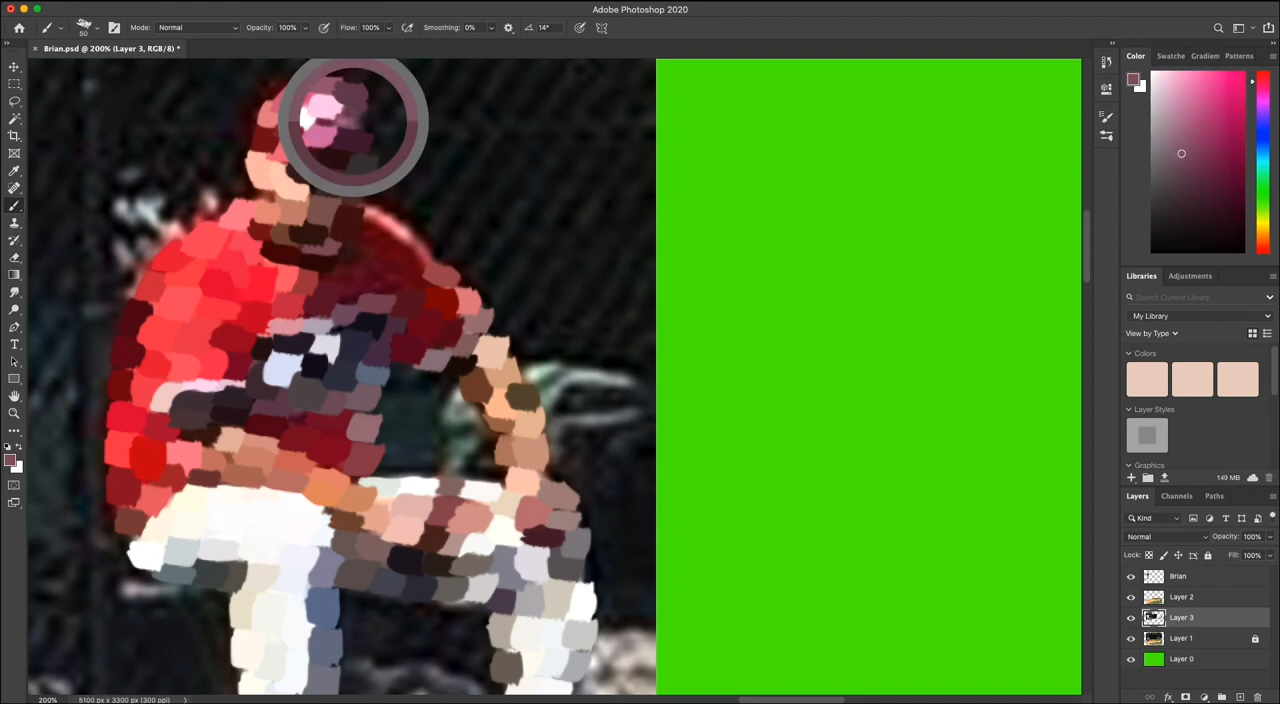 Adobe Photoshop 2020
50
Mode: Normal
Opacity: 100%
Flow: 100%
Smoothing: 0%
14°
Brian.psd @ 200% (Layer 3, RGB/8) *
Color
Swatche
Gradien
Patterns
Libraries
Adjustments
Search Current Library
My Library
View by Type
Colors
Layer Styles
Graphics
149 MB
Layers
Channels
Paths
Kind
Normal
Opacity: 100%
Lock:
Fill: 100%
Brian
Layer 2
Layer 3
Layer 1
Layer 0
fx
200%
5100 px x 3300 px (300 ppi)